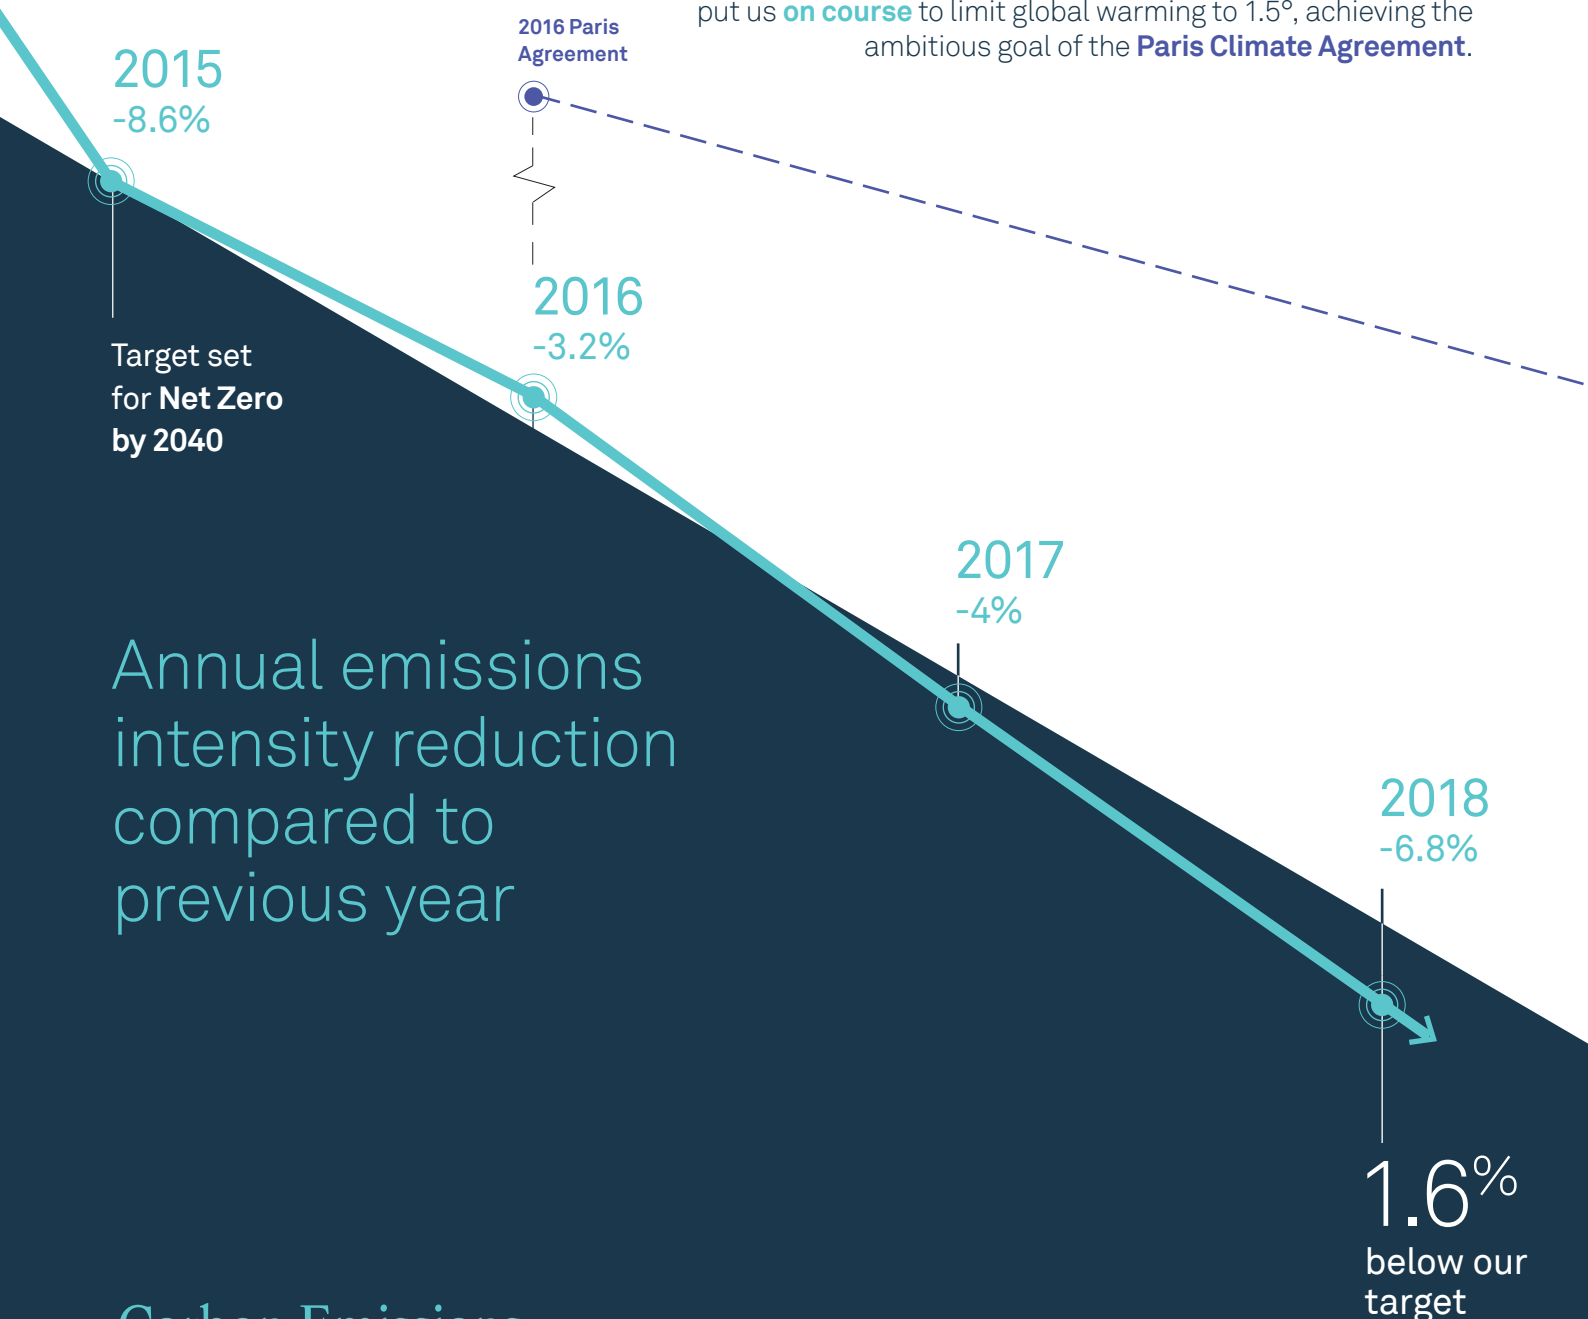 put us on course to limit global warming to 1.5°, achieving the
ambitious goal of the Paris Climate Agreement.
2016 Paris
Agreement
2015
-8.6%
2016
-3.2%
Target set
for Net Zero
by 2040
2017
-4%
Annual emissions
intensity reduction
compared to
previous year
2018
-6.8%
1.6%
below our
target
Carbon Emissions